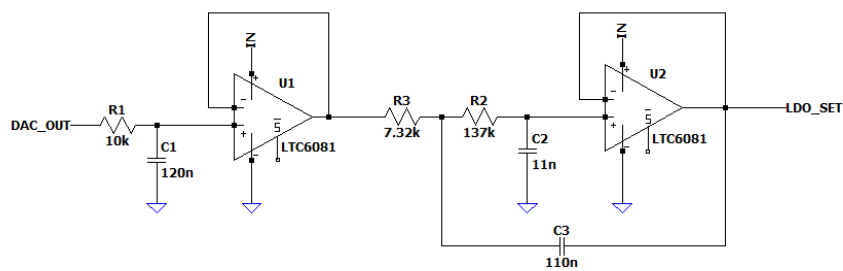 IN
U1
R1
DAC_OUT
10k
C1
120n
LTC6081
R3
7.32k
R2
137k
C2
11n
IN
U2
LTC6081
LDO_SET
C3
110n